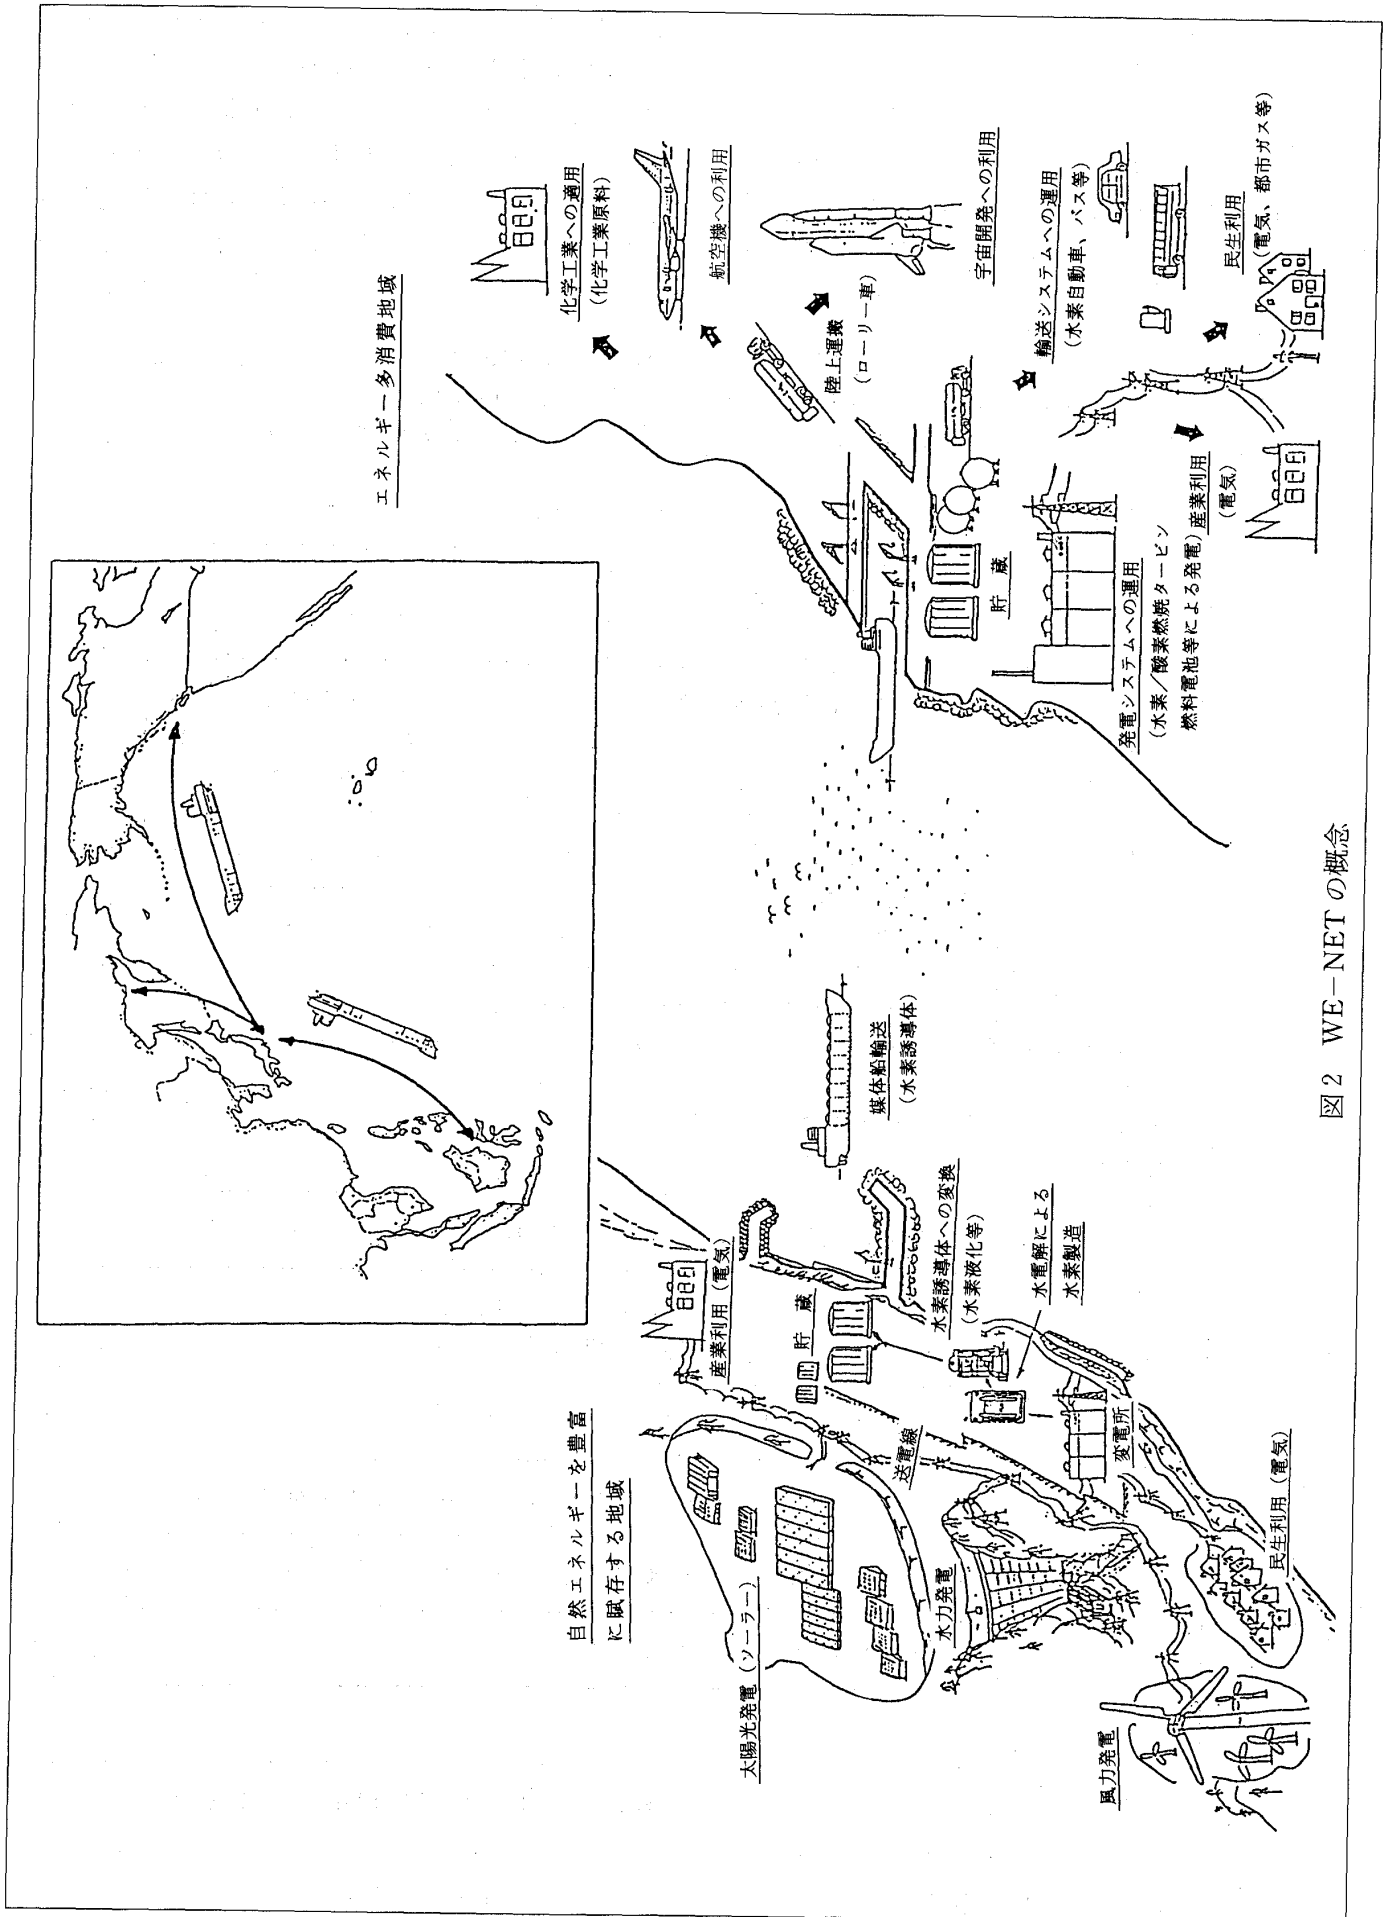 エネルギー多消費地域
化学工業への適用
(化学工業原料)
航空機への利用
陸上運搬
(ローリー車)
宇宙開発への利用
輸送システムへの運用
(水素自動車、バス等)
民生利用
(電気、都市ガス等)
産業利用
(電気)
貯蔵
発電システムへの運用
(水素/酸素燃焼タービン
燃料電池等による発電)
媒体船輸送
(水素誘導体)
自然エネルギーを豊富
に賦存する地域
産業利用(電気)
貯蔵
水素誘導体への変換
(水素液化等)
水電解による
水素製造
送電線
変電所
太陽光発電(ソーラー)
水力発電
風力発電
民生利用(電気)
図2 WE-NETの概念